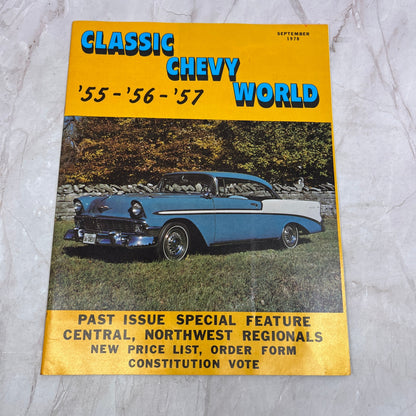 CLASSIC
CHEVY
WORLD
SEPTEMBER
1978
'55-'56-'57
PAST ISSUE SPECIAL FEATURE
CENTRAL, NORTHWEST REGIONALS
NEW PRICE LIST, ORDER FORM
CONSTITUTION VOTE